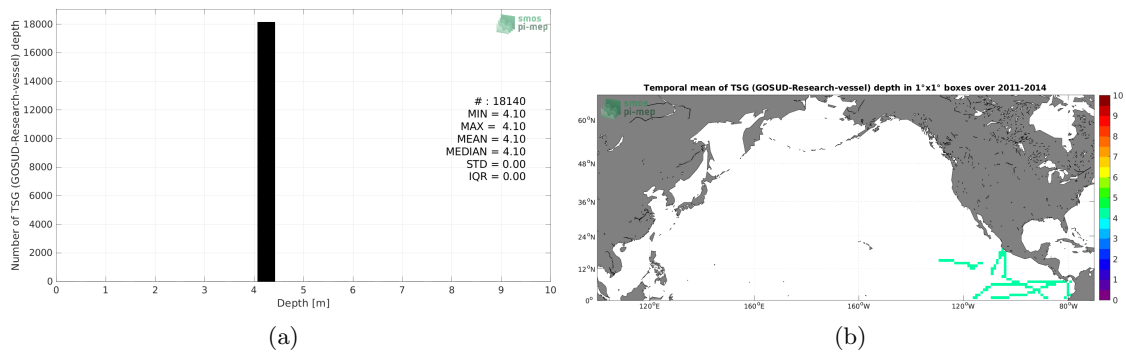 18000
16000
14000
12000
10000
8000
6000
4000
2000
0
Number of TSG (GOSUD-Research-vessel) depth
smos
pi-mep
# : 18140
MIN = 4.10
MAX = 4.10
MEAN = 4.10
MEDIAN = 4.10
STD = 0.00
IQR = 0.00
0 1 2 3 4 5 6 7 8 9 10
Depth [m]
(a)
Temporal mean of TSG (GOSUD-Research-vessel) depth in 1°x1° boxes over 2011-2014
smos
pi-mep
60°N
48°N
36°N
24°N
12°N
0°
120°E 160°E 160°W 120°W 80°W
10
9
8
7
6
5
4
3
2
1
0
(b)